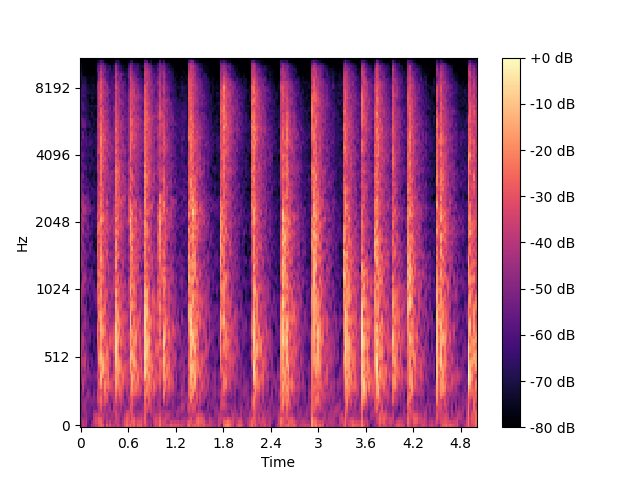 +0 dB
8192
-10 dB
4096
-20 dB
-30 dB
2048
Hz
-40 dB
1024
-50 dB
512
-60 dB
-70 dB
0
-80 dB
0 0.6 1.2 1.8 2.4 3 3.6 4.2 4.8
Time